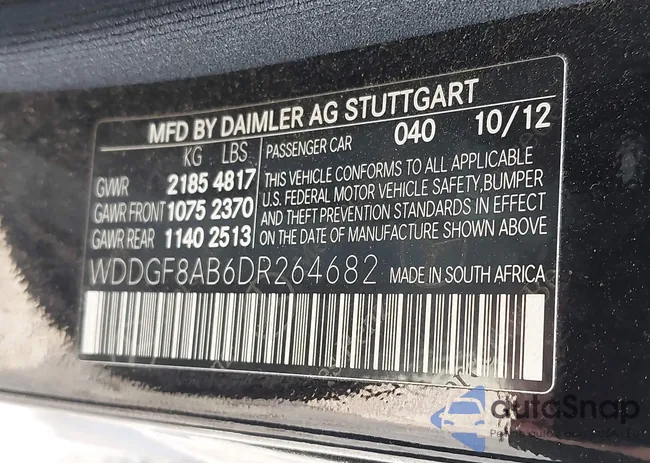 MFD BY DAIMLER AG STUTTGART
KG LBS PASSENGER CAR 040 10/12
GVWR 2185 4817
GAWR FRONT 1075 2370
GAWR REAR 1140 2513
THIS VEHICLE CONFORMS TO ALL APPLICABLE
U.S. FEDERAL MOTOR VEHICLE SAFETY, BUMPER
AND THEFT PREVENTION STANDARDS IN EFFECT
ON THE DATE OF MANUFACTURE SHOWN ABOVE
WDDGF8AB6DR264682 MADE IN SOUTH AFRICA
autoSnap